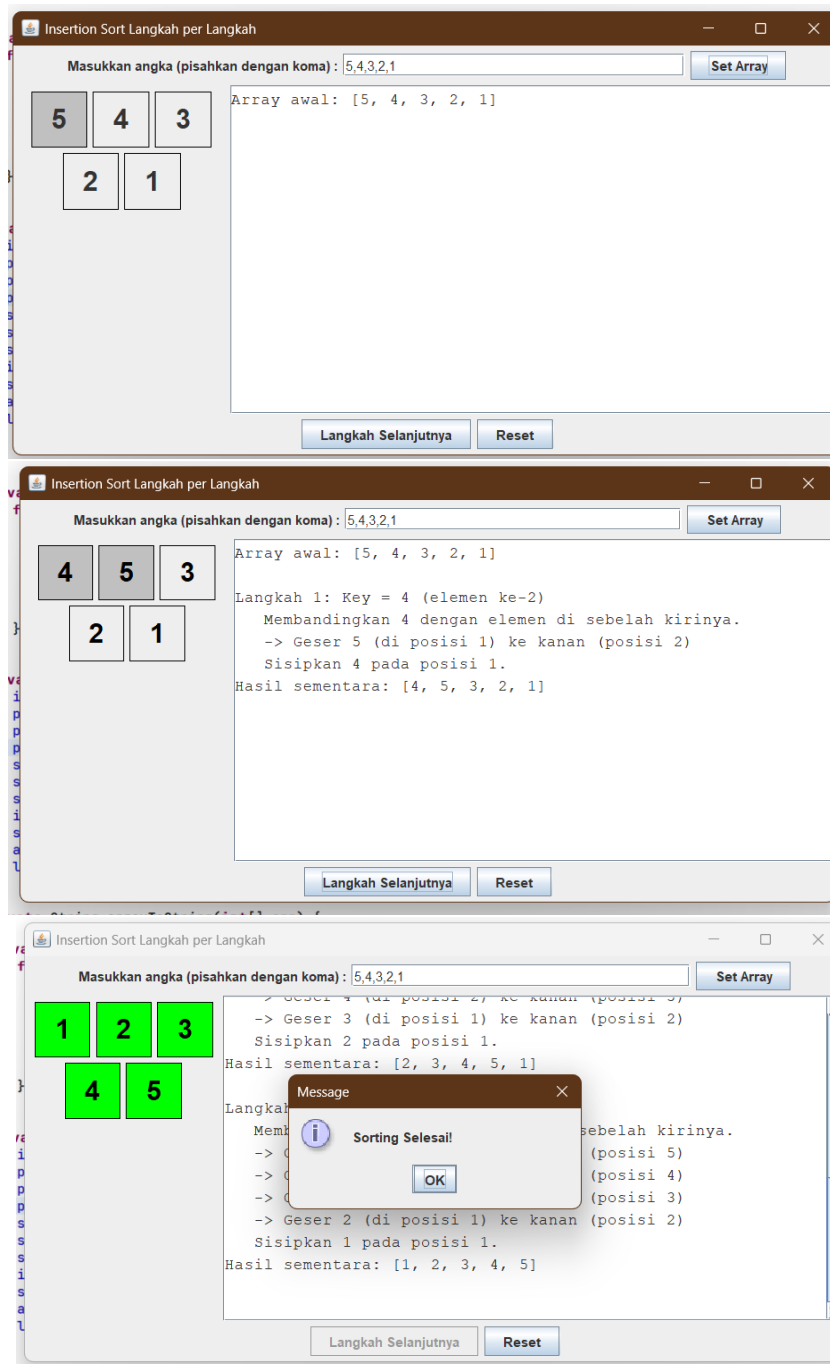 Insertion Sort Langkah per Langkah
Masukkan angka (pisahkan dengan koma) : 5,4,3,2,1 Set Array
5 4 3
2 1
Array awal: [5, 4, 3, 2, 1]
Langkah Selanjutnya Reset
Insertion Sort Langkah per Langkah
Masukkan angka (pisahkan dengan koma) : 5,4,3,2,1 Set Array
4 5 3
2 1
Array awal: [5, 4, 3, 2, 1]
Langkah 1: Key = 4 (elemen ke-2)
Membandingkan 4 dengan elemen di sebelah kirinya.
-> Geser 5 (di posisi 1) ke kanan (posisi 2)
Sisipkan 4 pada posisi 1.
Hasil sementara: [4, 5, 3, 2, 1]
Langkah Selanjutnya Reset
Insertion Sort Langkah per Langkah
Masukkan angka (pisahkan dengan koma) : 5,4,3,2,1 Set Array
1 2 3
4 5
-> Geser 4 (di posisi 2) ke kanan (posisi 3)
-> Geser 3 (di posisi 1) ke kanan (posisi 2)
Sisipkan 2 pada posisi 1.
Hasil sementara: [2, 3, 4, 5, 1]
sebelah kirinya.
-> (posisi 5)
-> (posisi 4)
-> (posisi 3)
-> Geser 2 (di posisi 1) ke kanan (posisi 2)
Sisipkan 1 pada posisi 1.
Hasil sementara: [1, 2, 3, 4, 5]
Message
Sorting Selesai!
OK
Langkah Selanjutnya Reset